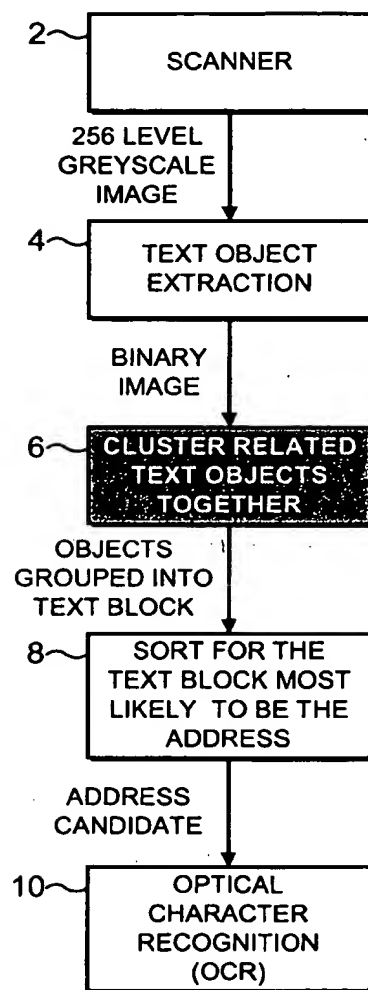 2
SCANNER
256 LEVEL
GREYSCALE
IMAGE
4
TEXT OBJECT
EXTRACTION
BINARY
IMAGE
6
CLUSTER RELATED
TEXT OBJECTS
TOGETHER
OBJECTS
GROUPED INTO
TEXT BLOCK
8
SORT FOR THE
TEXT BLOCK MOST
LIKELY TO BE THE
ADDRESS
ADDRESS
CANDIDATE
10
OPTICAL
CHARACTER
RECOGNITION
(OCR)